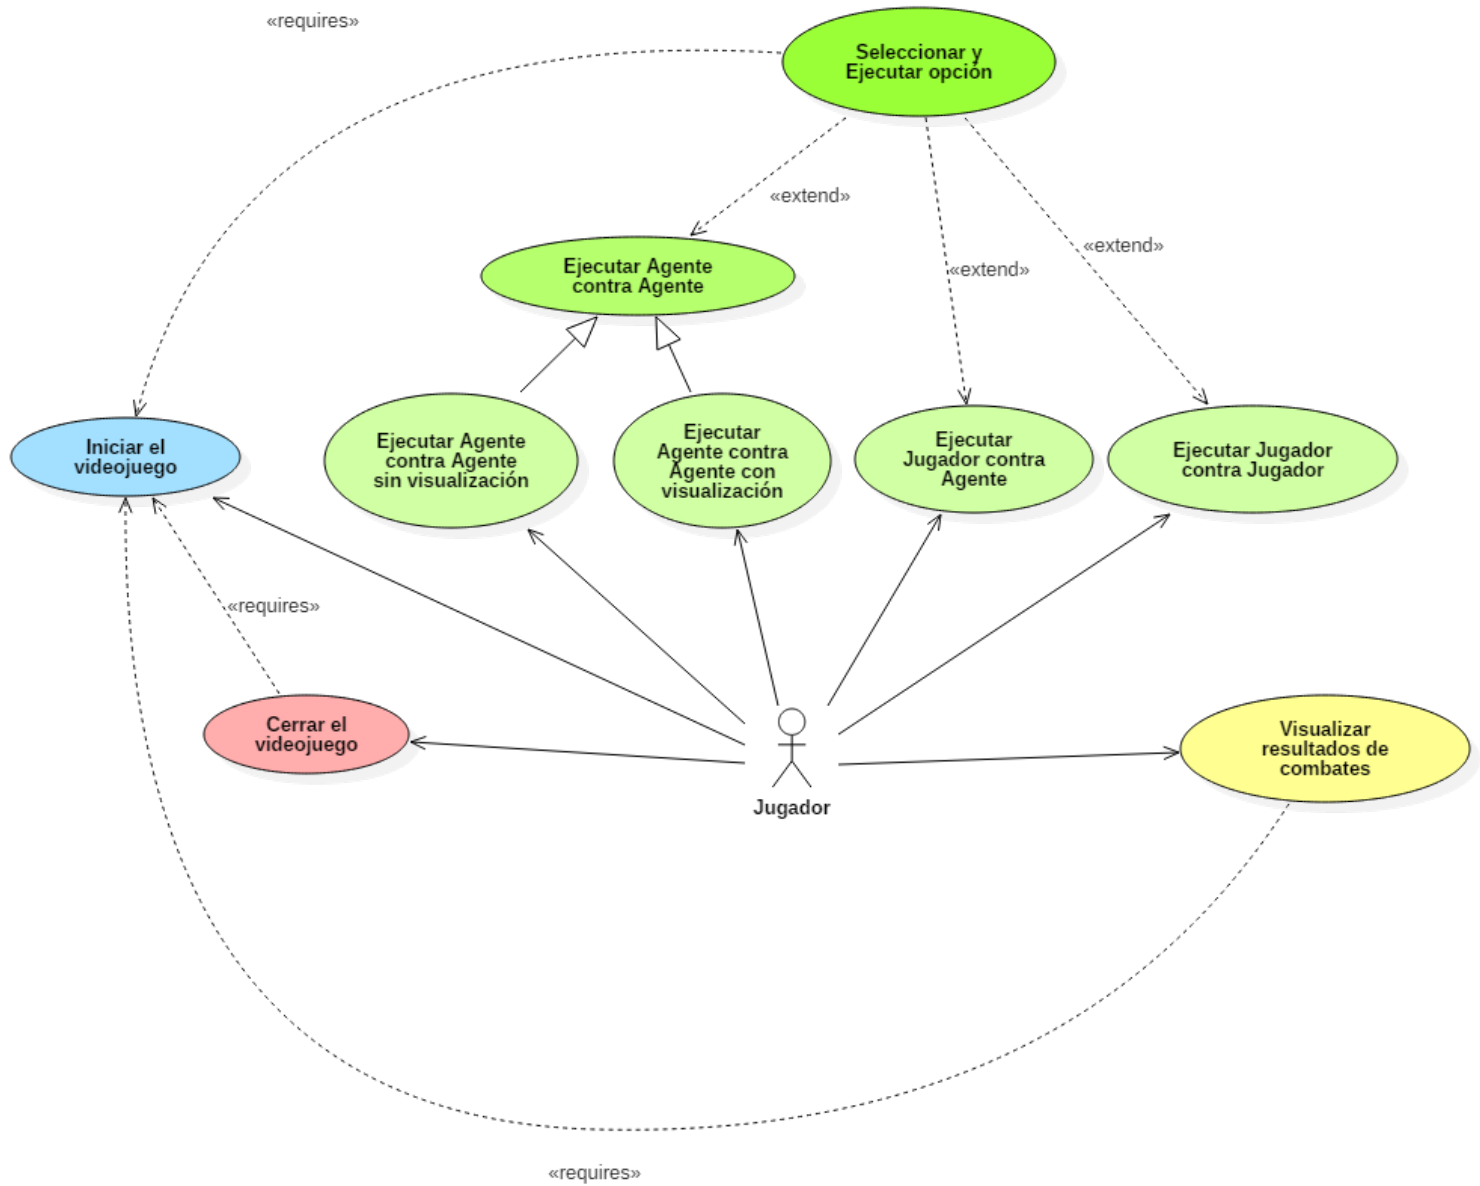 «requires»
Seleccionar y
Ejecutar opción
«extend»
«extend»
«extend»
Ejecutar Agente
contra Agente
Iniciar el
videojuego
Ejecutar Agente
contra Agente
sin visualización
Ejecutar
Agente contra
Agente con
visualización
Ejecutar
Jugador contra
Agente
Ejecutar Jugador
contra Jugador
«requires»
Cerrar el
videojuego
Jugador
Visualizar
resultados de
combates
«requires»